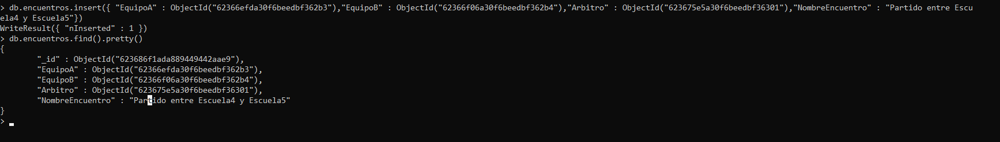 > db.encuentros.insert({ "EquipoA" : ObjectId("62366efda30f6beedbf362b3"),"EquipoB" : ObjectId("62366f06a30f6beedbf362b4"),"Arbitro" : ObjectId("623675e5a30f6beedbf36301"),"NombreEncuentro" : "Partido entre Escu
ela4 y Escuela5"})
WriteResult({ "nInserted" : 1 })
> db.encuentros.find().pretty()
{
        "_id" : ObjectId("623686f1ada889449442aae9"),
        "EquipoA" : ObjectId("62366efda30f6beedbf362b3"),
        "EquipoB" : ObjectId("62366f06a30f6beedbf362b4"),
        "Arbitro" : ObjectId("623675e5a30f6beedbf36301"),
        "NombreEncuentro" : "Partido entre Escuela4 y Escuela5"
}
>